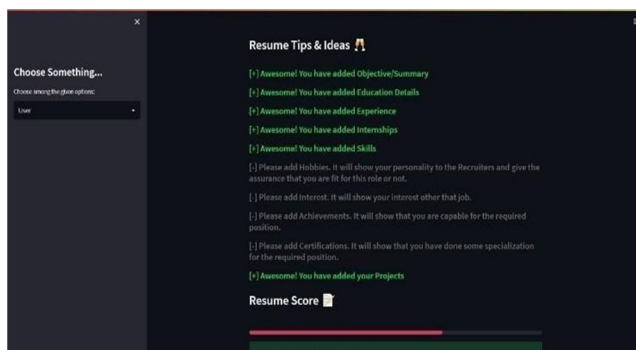 Resume Tips & Ideas 🥂
Choose Something...
Choose among the given options:
User
[+] Awesome! You have added Objective/Summary
[+] Awesome! You have added Education Details
[+] Awesome! You have added Experience
[+] Awesome! You have added Internships
[+] Awesome! You have added Skills
[-] Please add Hobbies. It will show your personality to the Recruiters and give the
assurance that you are fit for this role or not.
[-] Please add Interest. It will show your interest other that job.
[-] Please add Achievements. It will show that you are capable for the required
position.
[-] Please add Certifications. It will show that you have done some specialization
for the required position.
[+] Awesome! You have added your Projects
Resume Score 📝